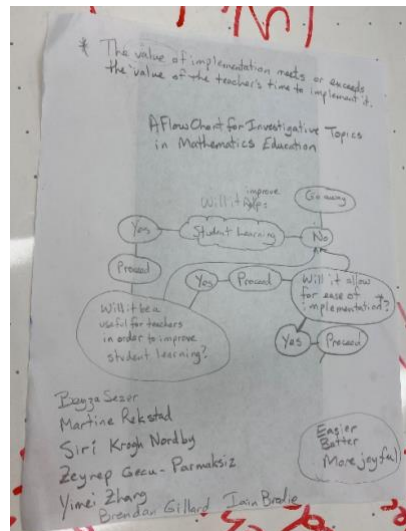 * The value of implementation meets or exceeds
the value of the teacher's time to implement it.
A Flow Chart for Investigative Topics
in Mathematics Education
improve
Will it
Student Learning
Yes
No
Go away
Proceed
Yes
Proceed
Will it allow
for ease of
implementation?
Will it be a
useful for teachers
in order to improve
student learning?
Yes
Proceed
Beyza Sezer
Martine Rekstad
Siri Krogh Nordby
Zeynep Gecu-Parmaksiz
Yimei Zhang
Brendan Gillard Iain Brodie
Easier
Better
More joyful